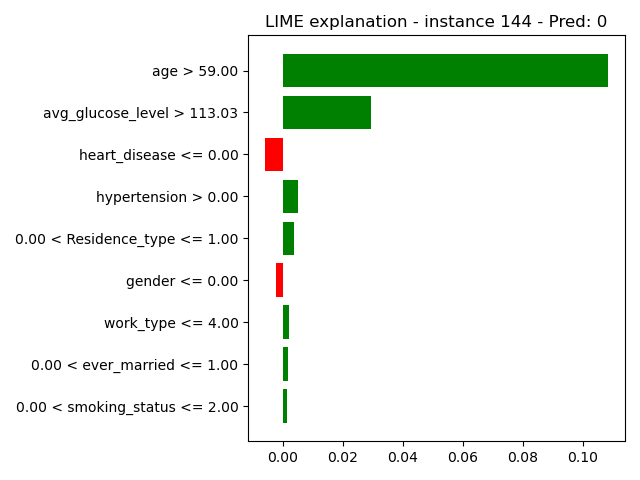 LIME explanation - instance 144 - Pred: 0
age > 59.00
avg_glucose_level > 113.03
heart_disease <= 0.00
hypertension > 0.00
0.00 < Residence_type <= 1.00
gender <= 0.00
work_type <= 4.00
0.00 < ever_married <= 1.00
0.00 < smoking_status <= 2.00
0.00 0.02 0.04 0.06 0.08 0.10